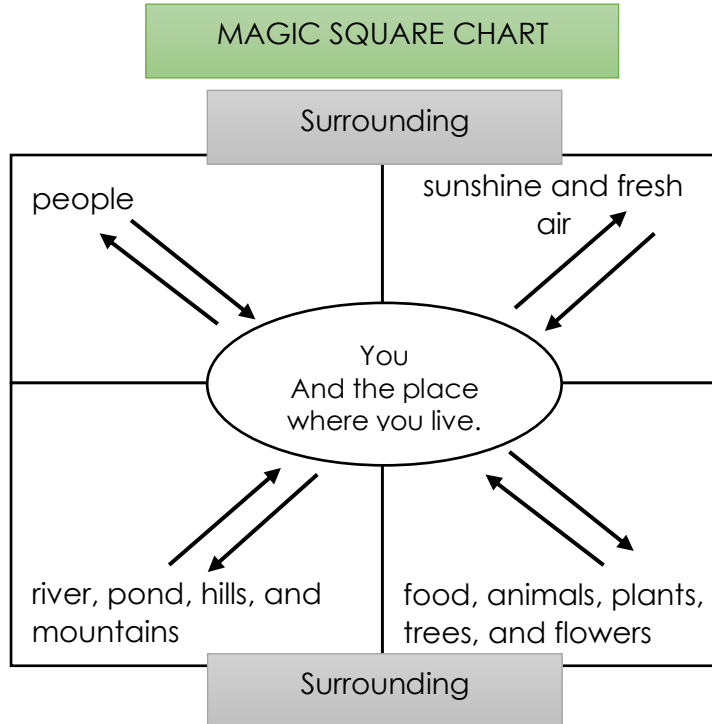 MAGIC SQUARE CHART
Surrounding
people
sunshine and fresh
air
You
And the place
where you live.
river, pond, hills, and
mountains
food, animals, plants,
trees, and flowers
Surrounding